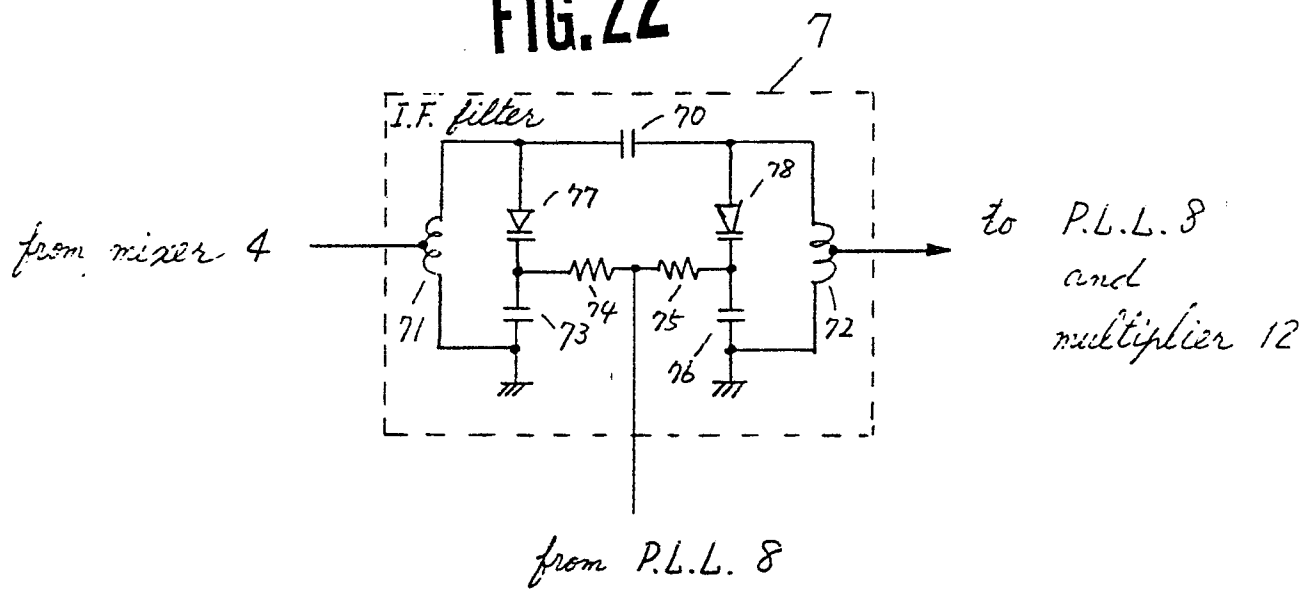 FIG. 22
7
I.F. filter
70
77
78
from mixer 4
to P.L.L. 8
and
multiplier 12
74
75
71
73
72
76
from P.L.L. 8